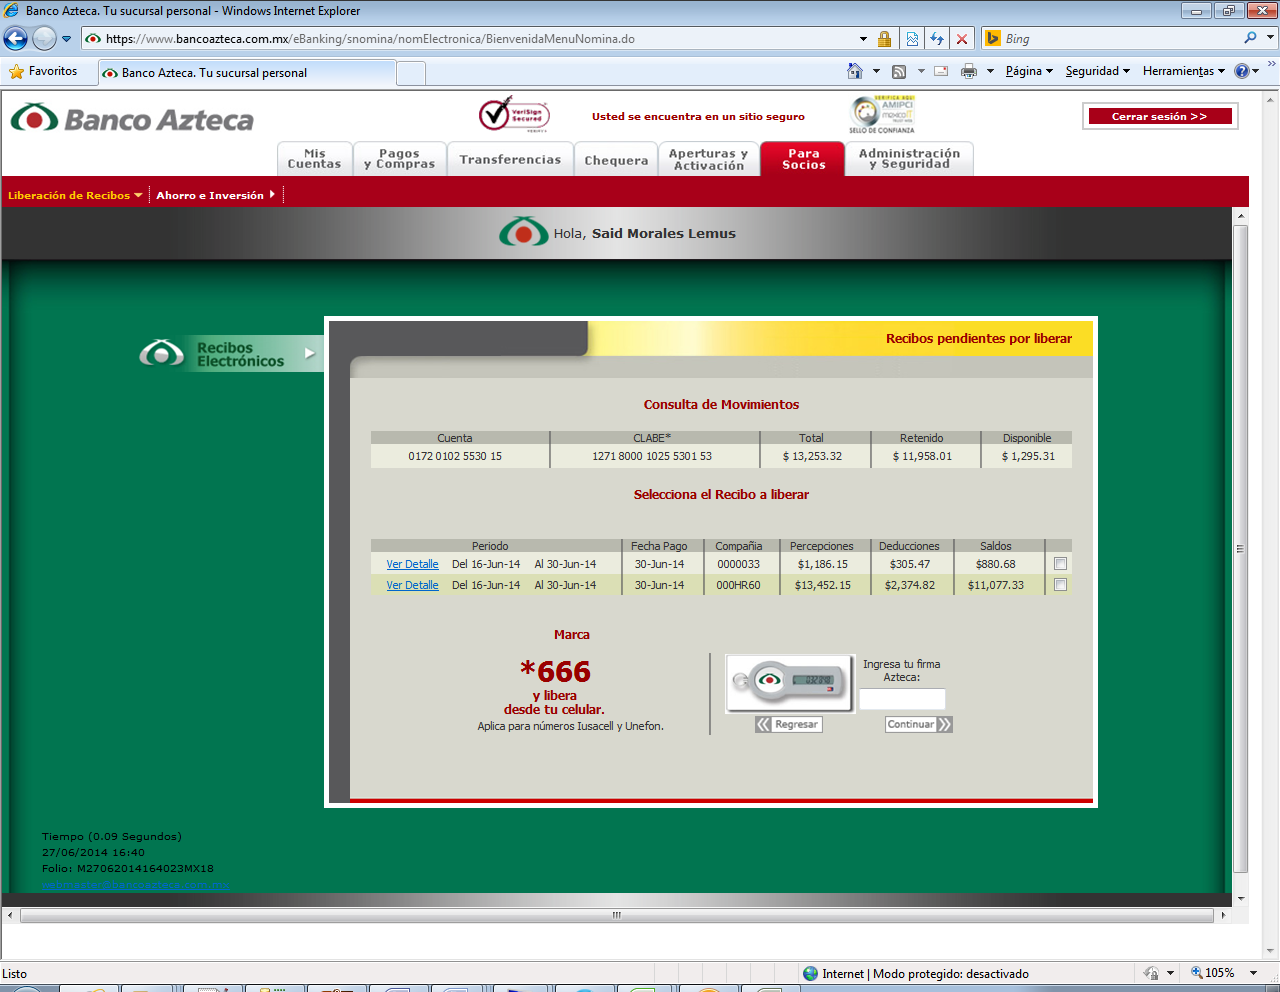 Banco Azteca. Tu sucursal personal - Windows Internet Explorer
https://www.bancoazteca.com.mx/eBanking/snomina/nomElectronica/BienvenidaMenuNomina.do
Bing
Favoritos
Banco Azteca. Tu sucursal personal
Página
Seguridad
Herramientas
Banco Azteca
VeriSign Secured
VERIFY
Usted se encuentra en un sitio seguro
VERIFICA AQUI
AMIPCI
SELLO DE CONFIANZA
Cerrar sesión >>
Mis Cuentas
Pagos y Compras
Transferencias
Chequera
Aperturas y Activación
Para Socios
Administración y Seguridad
Liberación de Recibos
Ahorro e Inversión
Hola, Said Morales Lemus
Recibos Electrónicos
Recibos pendientes por liberar
Consulta de Movimientos
Cuenta CLABE* Total Retenido Disponible
0172 0102 5530 15 1271 8000 1025 5301 53 $ 13,253.32 $ 11,958.01 $ 1,295.31
Selecciona el Recibo a liberar
Periodo Fecha Pago Compañia Percepciones Deducciones Saldos
Ver Detalle Del 16-Jun-14 Al 30-Jun-14 30-Jun-14 0000033 $1,186.15 $305.47 $880.68
Ver Detalle Del 16-Jun-14 Al 30-Jun-14 30-Jun-14 000HR60 $13,452.15 $2,374.82 $11,077.33
Marca
*666
y libera
desde tu celular.
Aplica para números Iusacell y Unefon.
Ingresa tu firma
Azteca:
Regresar
Continuar
Tiempo (0.09 Segundos)
27/06/2014 16:40
Folio: M27062014164023MX18
Listo
Internet | Modo protegido: desactivado
105%